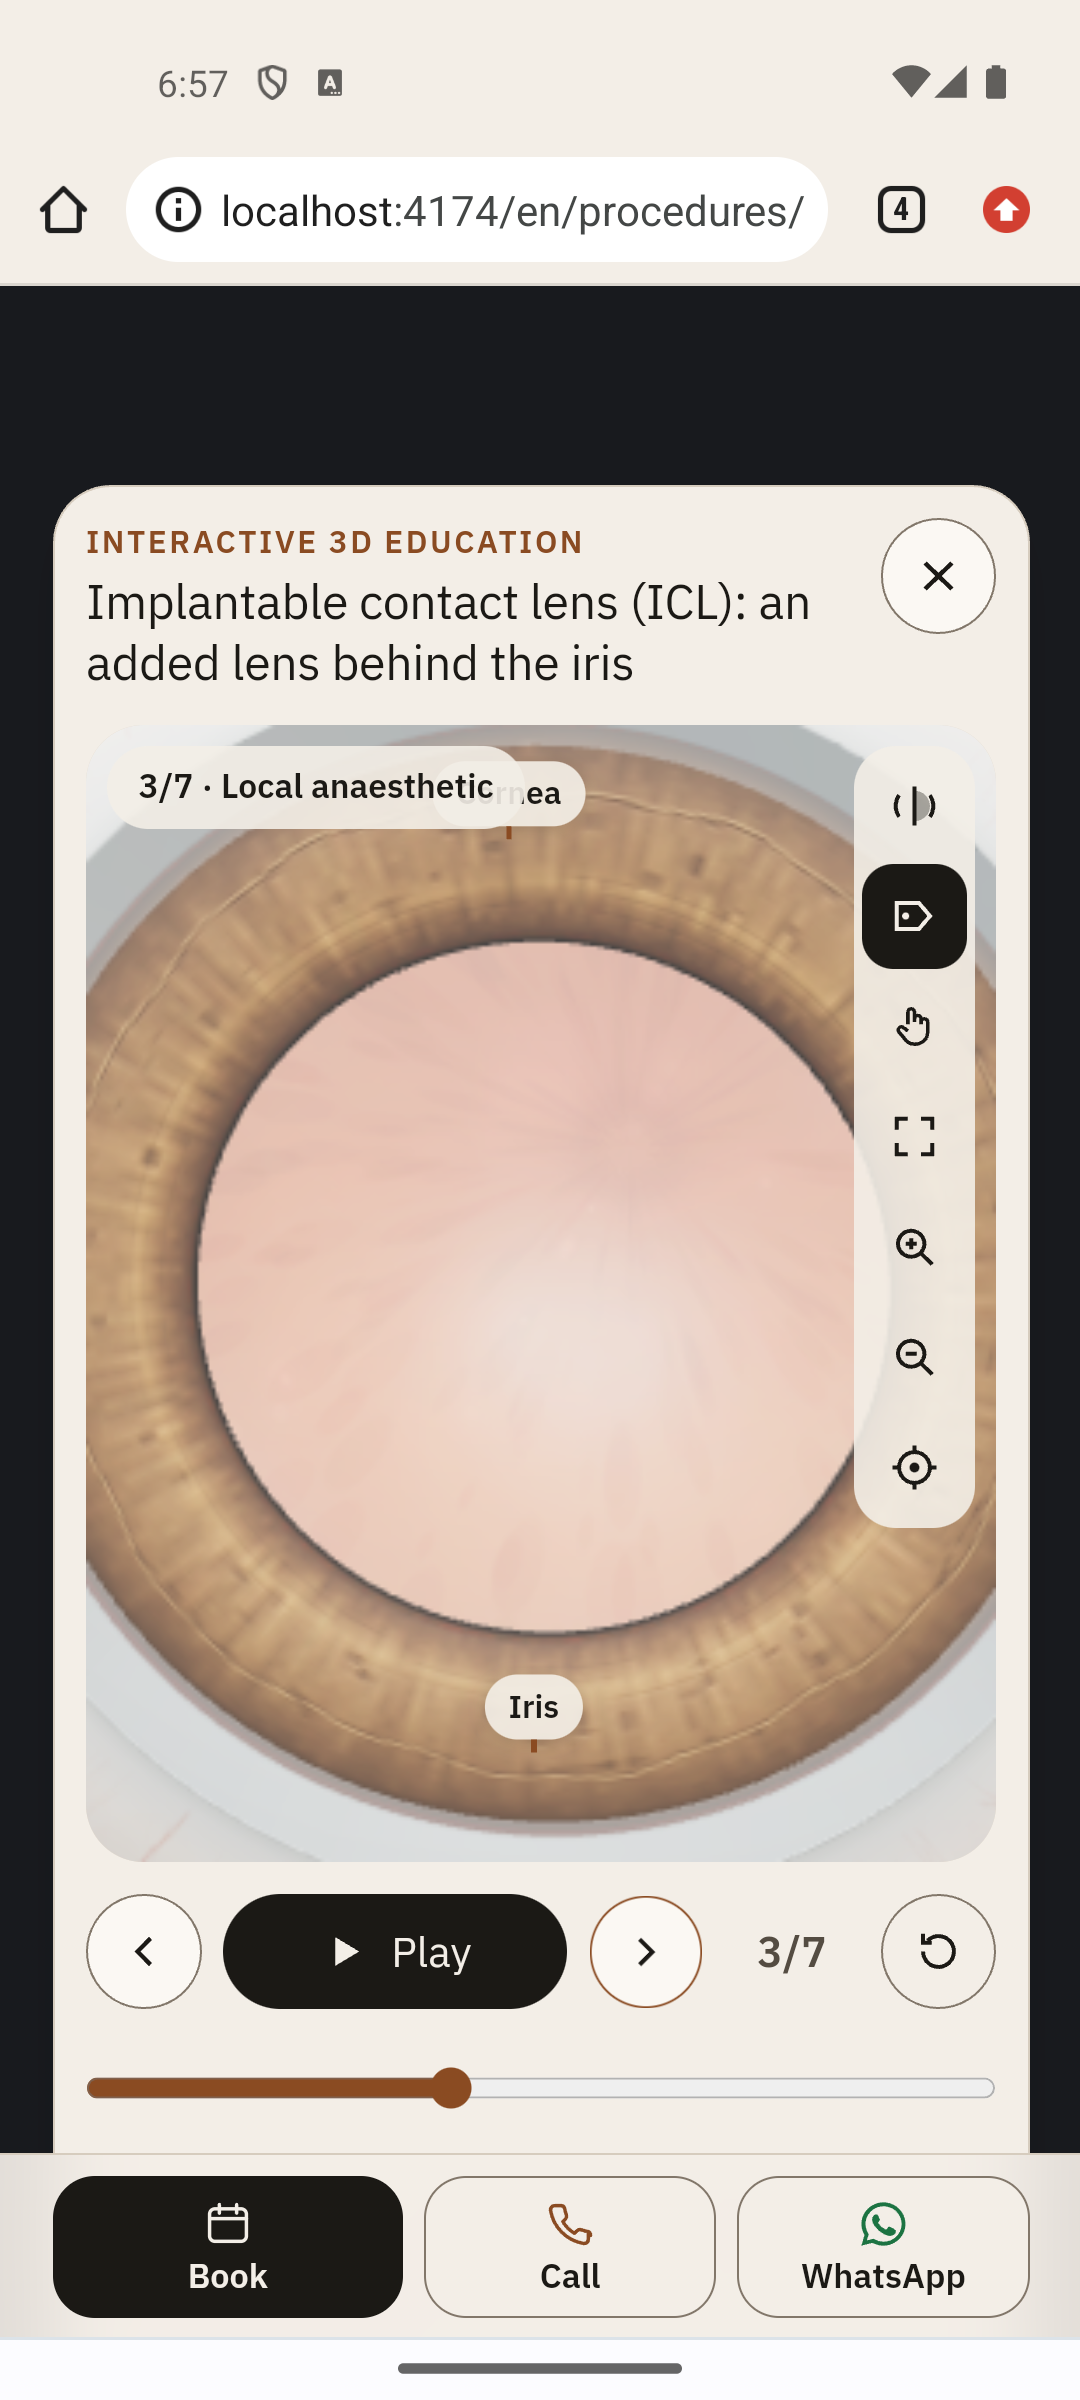 6:57
localhost:4174/en/procedures/
4
INTERACTIVE 3D EDUCATION
Implantable contact lens (ICL): an
added lens behind the iris
3/7 · Local anaesthetic
Cornea
Iris
Play
3/7
Book
Call
WhatsApp